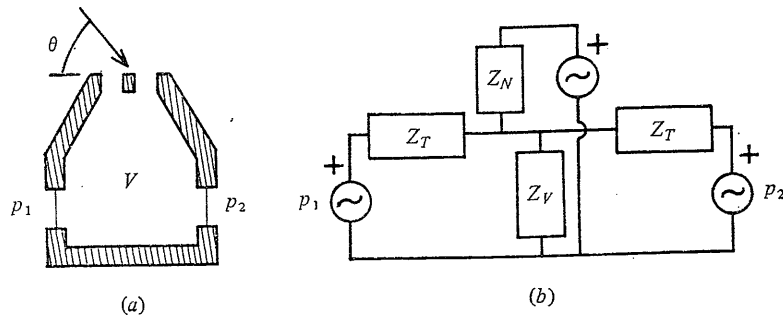 θ
V
p₁
p₂
(a)
Z_N
+
Z_T
Z_T
+
+
p₁
Z_V
p₂
(b)